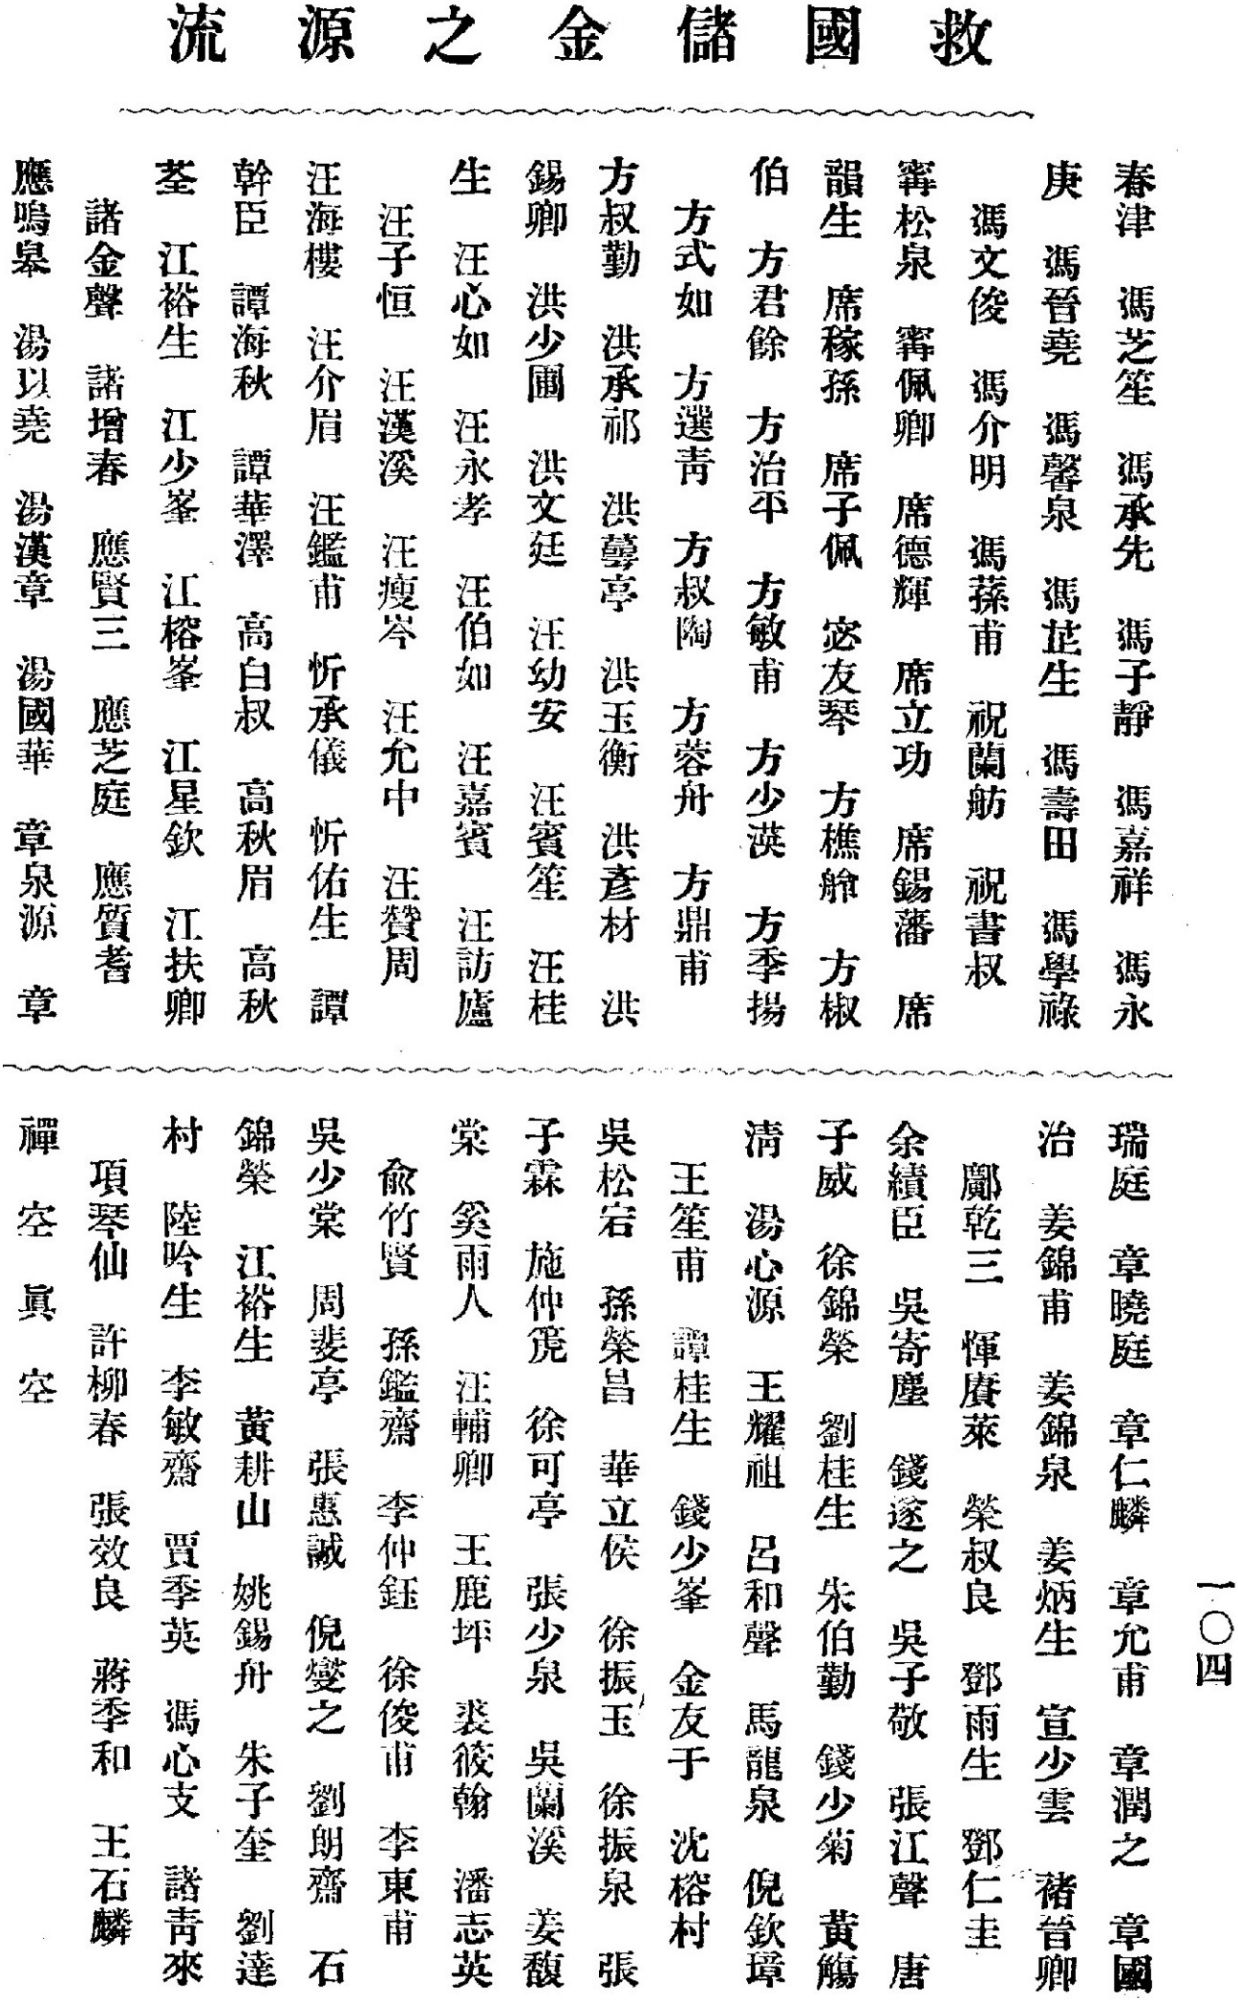 救國儲金之源流
春津　馮芝笙　馮承先　馮子靜　馮嘉祥　馮永
庚　馮晉堯　馮馨泉　馮芷生　馮壽田　馮學祿
馮文俊　馮介明　馮蓀甫　祝蘭舫　祝書叔
甯松泉　甯佩卿　席德輝　席立功　席錫藩　席
韻生　席稼孫　席子佩　宓友琴　方樵舲　方椒
伯　方君餘　方治平　方敏甫　方少漢　方季揚
方式如　方選青　方叔陶　方蓉舟　方鼎甫
方叔勤　洪承祁　洪萼亭　洪玉衡　洪彥材　洪
錫卿　洪少圃　洪文廷　汪幼安　汪賓笙　汪桂
生　汪心如　汪永孝　汪伯如　汪嘉賓　汪訪廬
汪子恒　汪漢溪　汪瘦岑　汪允中　汪贊周
汪海樓　汪介眉　汪鑑甫　忻承儀　忻佑生　譚
幹臣　譚海秋　譚華澤　高白叔　高秋眉　高秋
荃　江裕生　江少峯　江榕峯　江星欽　江扶卿
諸金聲　諸增春　應賢三　應芝庭　應質耆
應鳴皋　湯以堯　湯漢章　湯國華　章泉源　章
瑞庭　章曉庭　章仁麟　章允甫　章潤之　章國
治　姜錦甫　姜錦泉　姜炳生　宣少雲　褚晉卿
鄺乾三　惲賡萊　榮叔良　鄧雨生　鄧仁圭
余績臣　吳寄塵　錢遂之　吳子敬　張江聲　唐
子威　徐錦榮　劉桂生　朱伯勤　錢少菊　黃觴
清　湯心源　王耀祖　呂和聲　馬龍泉　倪欽璋
王笙甫　譚桂生　錢少峯　金友于　沈榕村
吳松宕　孫榮昌　華立侯　徐振玉　徐振泉　張
子霖　施仲篪　徐可亭　張少泉　吳蘭溪　姜馥
棠　奚雨人　汪輔卿　王鹿坪　裘筱翰　潘志英
俞竹賢　孫鑑齋　李仲鈺　徐俊甫　李東甫
吳少棠　周斐亭　張惠誠　倪燮之　劉朗齋　石
錦榮　江裕生　黃耕山　姚錫舟　朱子奎　劉達
村　陸吟生　李敏齋　賈季英　馮心支　諸青來
項琴仙　許柳春　張效良　蔣季和　王石麟
禪空眞空
一〇四